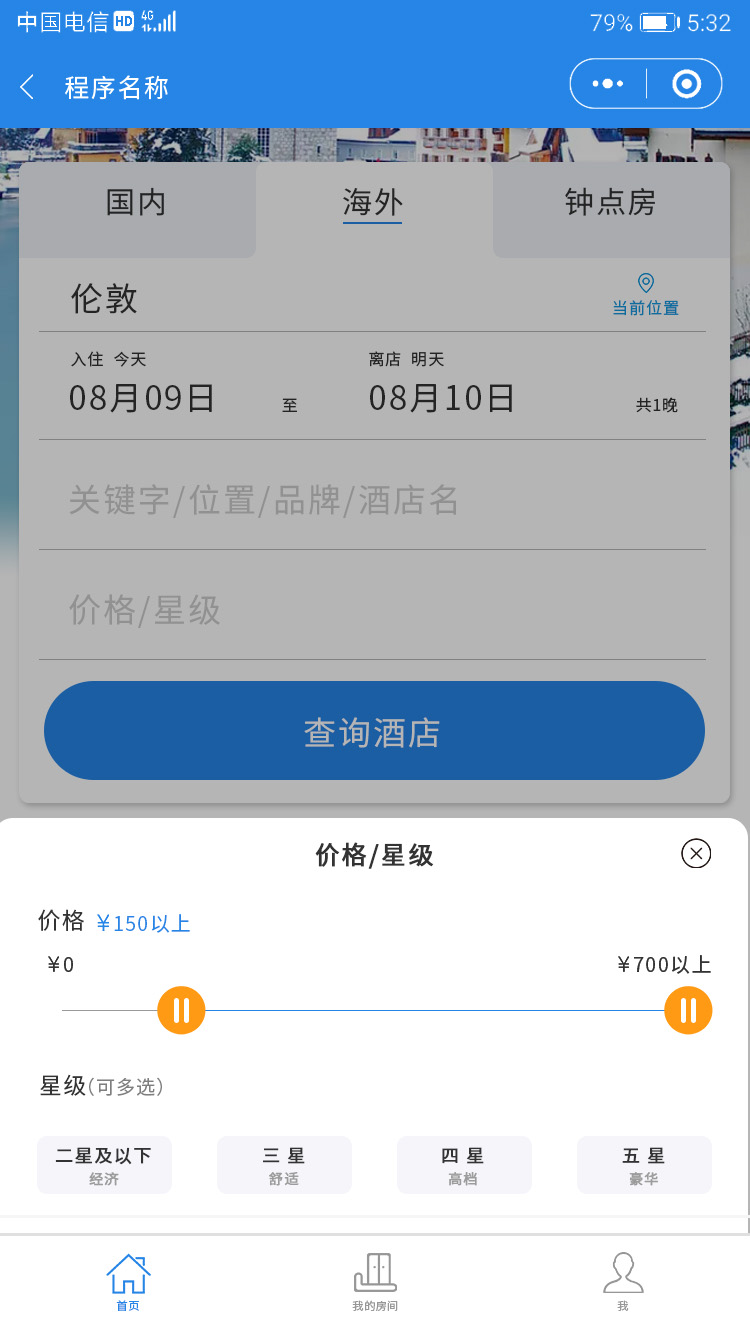 中国电信 HD 4G 79% 5:32
程序名称
国内 海外 钟点房
伦敦
当前位置
入住 今天 离店 明天
08月09日 至 08月10日 共1晚
关键字/位置/品牌/酒店名
价格/星级
查询酒店
价格/星级
价格 ¥150以上
¥0 ¥700以上
星级(可多选)
二星及以下 三 星 四 星 五 星
经济 舒适 高档 豪华
首页 我的房间 我